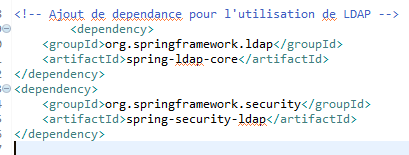 <!-- Ajout de dependance pour l'utilisation de LDAP -->
<dependency>
<groupId>org.springframework.ldap</groupId>
<artifactId>spring-ldap-core</artifactId>
</dependency>
<dependency>
<groupId>org.springframework.security</groupId>
<artifactId>spring-security-ldap</artifactId>
</dependency>